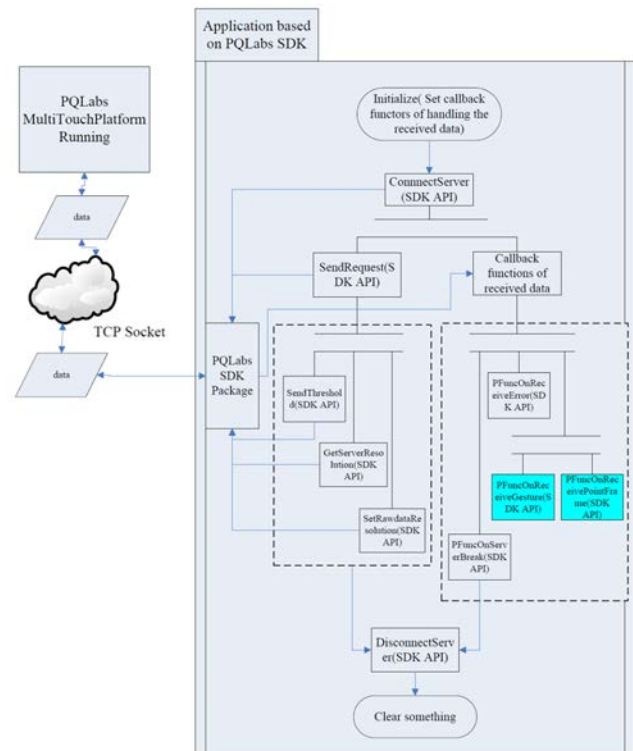 Application based
on PQLabs SDK
PQLabs
MultiTouchPlatform
Running
Initialize( Set callback
functors of handling the
received data)
data
ConnnectServer
(SDK API)
SendRequest(S
DK API)
Callback
functions of
received data
TCP Socket
data
PQLabs
SDK
Package
SendThreshol
d(SDK API)
GetServerReso
lution(SDK
API)
SetRawdataRe
solution(SDK
API)
PFuncOnRec
eiveError(SD
K API)
PFuncOnRec
eiveGesture(S
DK API)
PFuncOnRec
eivePointFra
me(SDK
API)
PFuncOnServ
erBreak(SDK
API)
DisconnectServ
er(SDK API)
Clear something